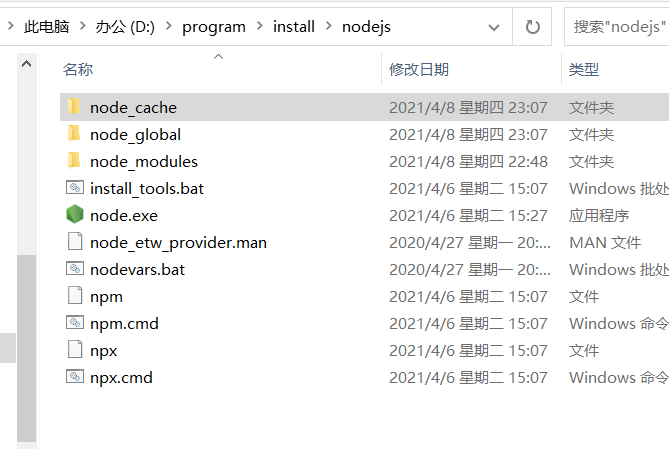 此电脑 > 办公 (D:) > program > install > nodejs 搜索"nodejs"
名称 修改日期 类型
node_cache 2021/4/8 星期四 23:07 文件夹
node_global 2021/4/8 星期四 23:07 文件夹
node_modules 2021/4/8 星期四 22:48 文件夹
install_tools.bat 2021/4/6 星期二 15:07 Windows 批处
node.exe 2021/4/6 星期二 15:27 应用程序
node_etw_provider.man 2020/4/27 星期一 20:... MAN 文件
nodevars.bat 2020/4/27 星期一 20:... Windows 批处
npm 2021/4/6 星期二 15:07 文件
npm.cmd 2021/4/6 星期二 15:07 Windows 命令
npx 2021/4/6 星期二 15:07 文件
npx.cmd 2021/4/6 星期二 15:07 Windows 命令